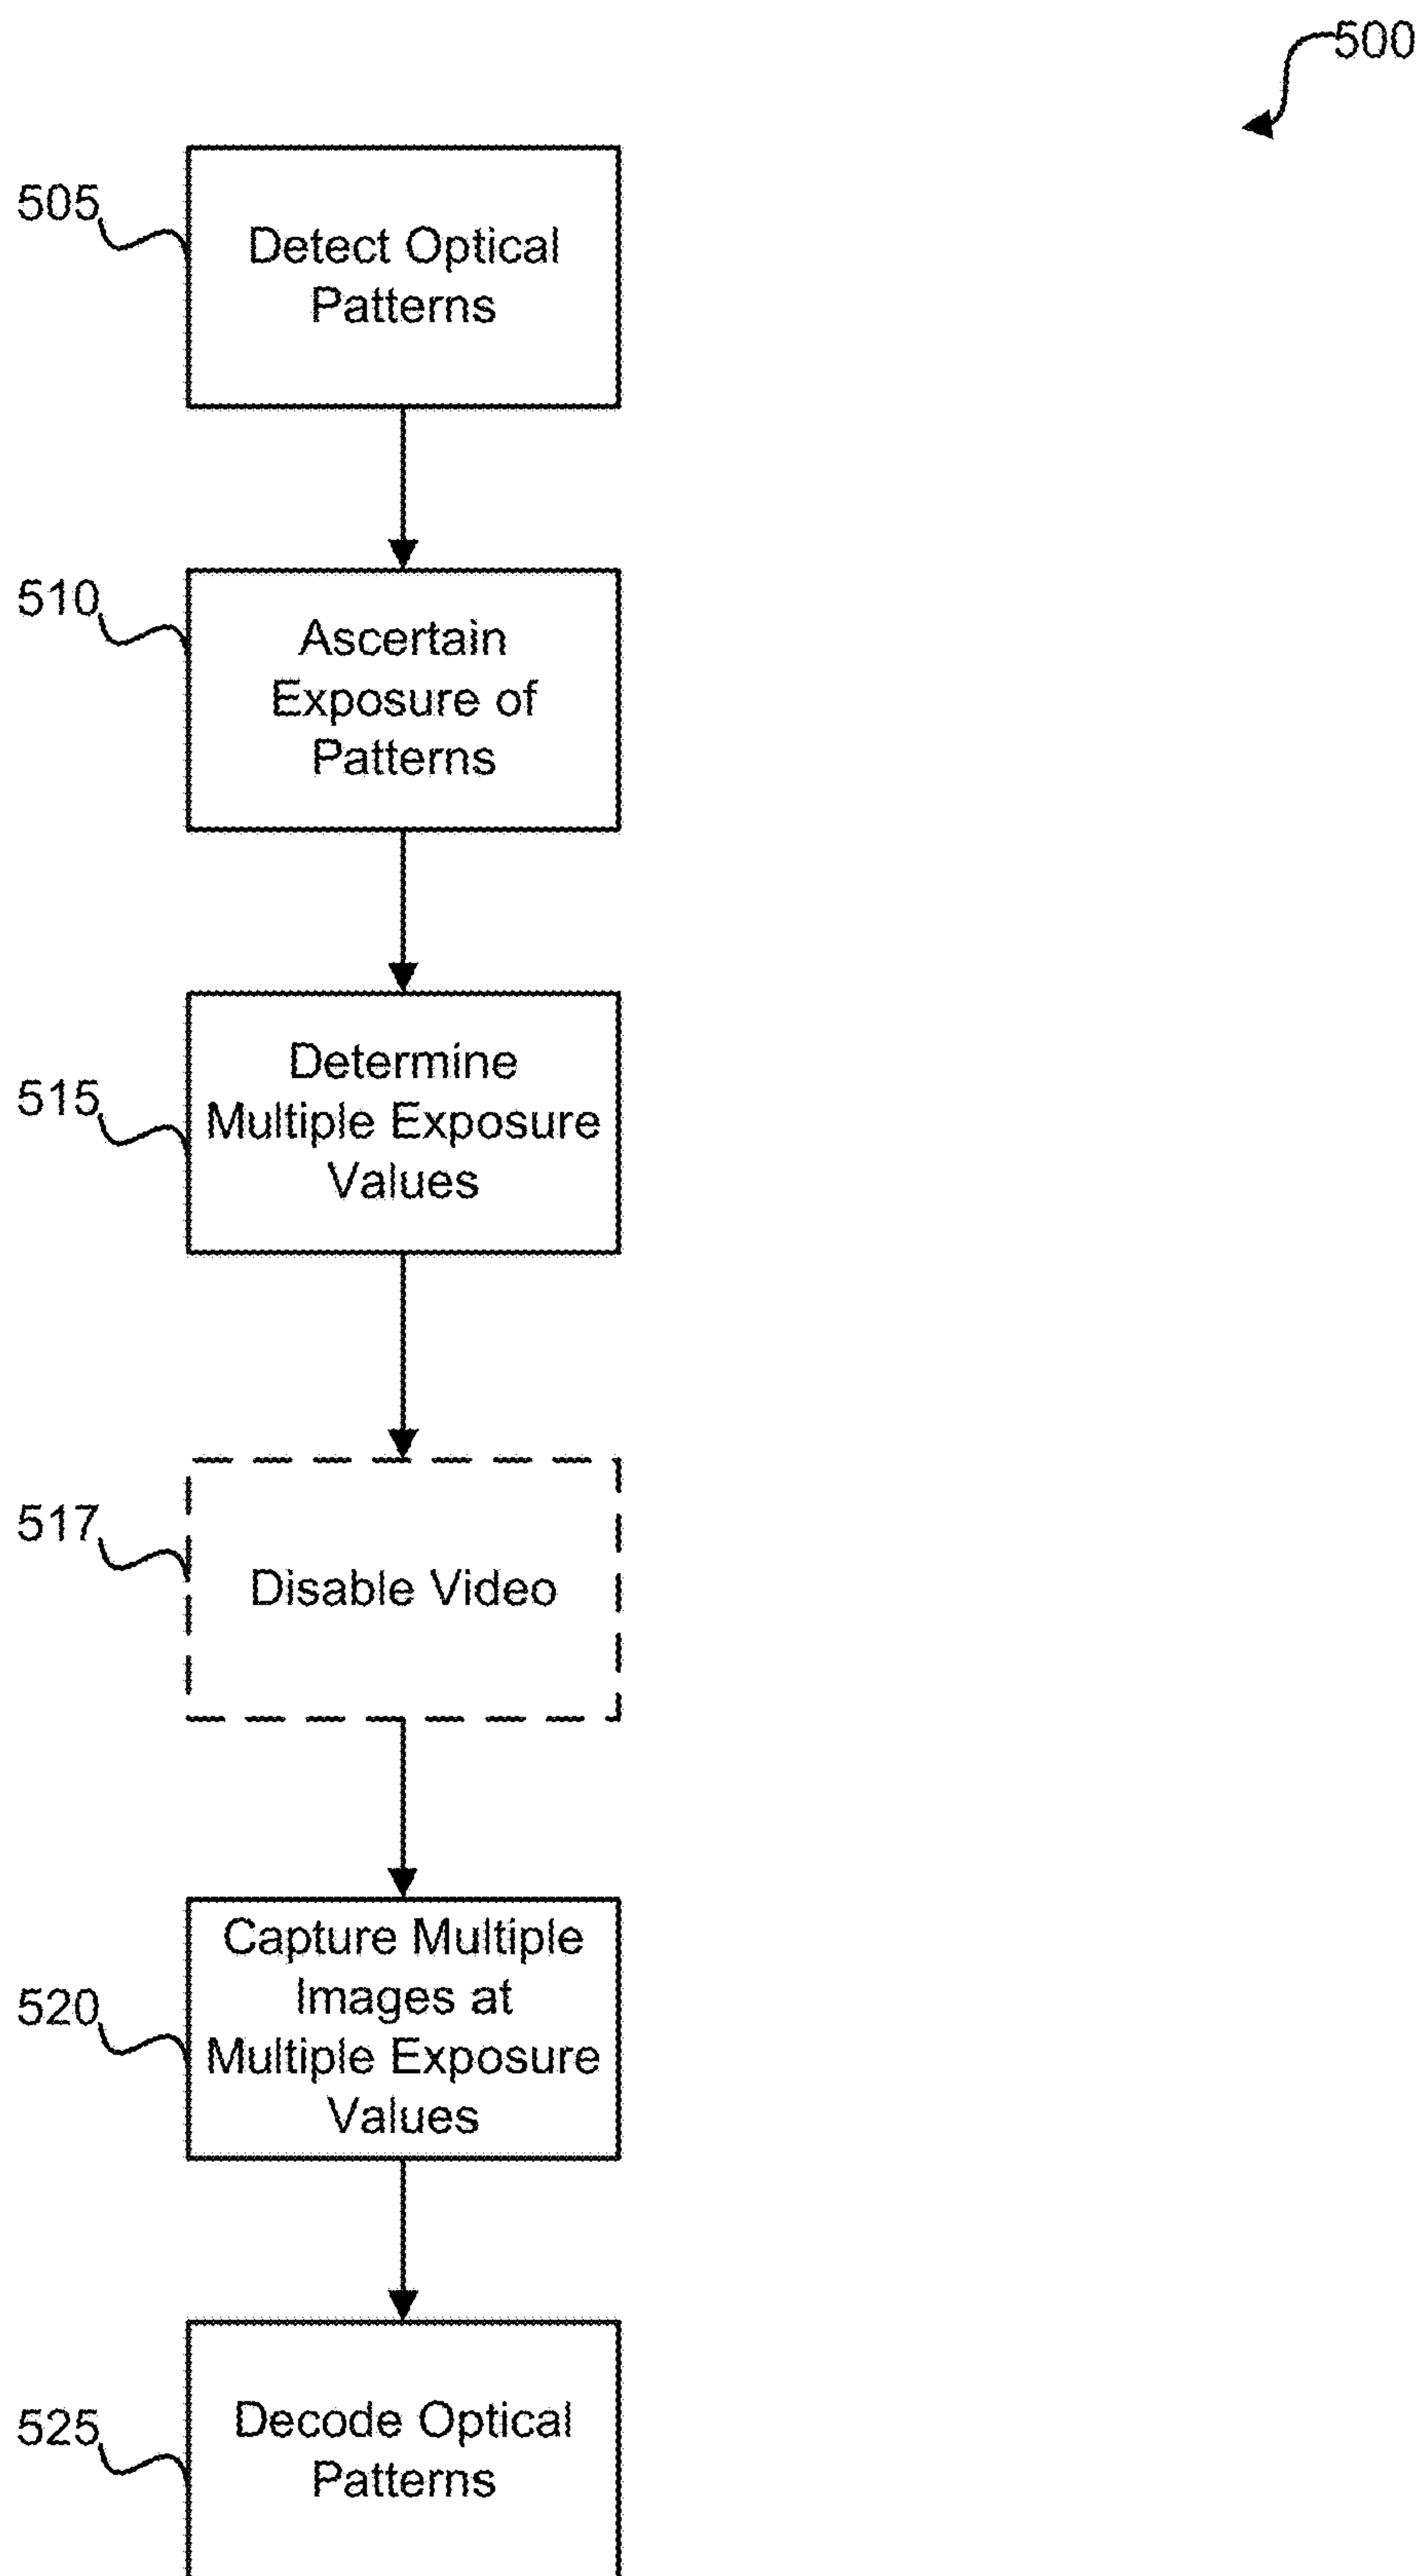 500
505
Detect Optical
Patterns
510
Ascertain
Exposure of
Patterns
515
Determine
Multiple Exposure
Values
517
Disable Video
520
Capture Multiple
Images at
Multiple Exposure
Values
525
Decode Optical
Patterns